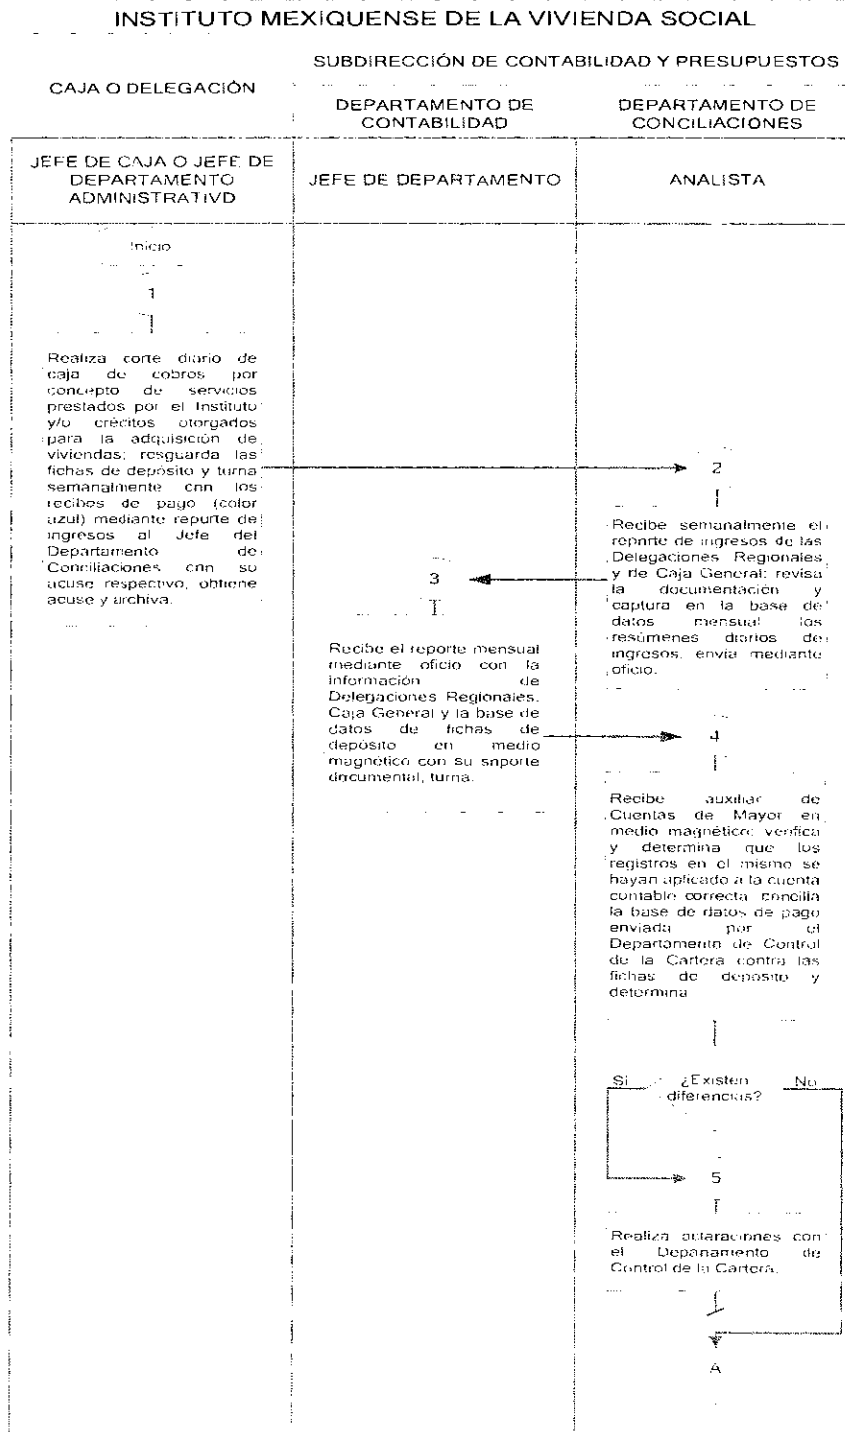 INSTITUTO MEXIQUENSE DE LA VIVIENDA SOCIAL
SUBDIRECCIÓN DE CONTABILIDAD Y PRESUPUESTOS
CAJA O DELEGACIÓN
DEPARTAMENTO DE
CONTABILIDAD
DEPARTAMENTO DE
CONCILIACIONES
JEFE DE CAJA O JEFE DE
DEPARTAMENTO
ADMINISTRATIVO
JEFE DE DEPARTAMENTO
ANALISTA
Inicio
1
Realiza corte diario de
caja de cobros por
concepto de servicios
prestados por el Instituto
y/o créditos otorgados
para la adquisición de
viviendas; resguarda las
fichas de depósito y turna
semanalmente con los
recibos de pago (color
azul) mediante reporte de
ingresos al Jefe del
Departamento de
Conciliaciones con su
acuse respectivo, obtiene
acuse y archiva.
2
Recibe semanalmente el
reporte de ingresos de las
Delegaciones Regionales
y de Caja General; revisa
la documentación y
captura en la base de
datos mensual los
resúmenes diarios de
ingresos, envía mediante
oficio.
3
Recibe el reporte mensual
mediante oficio con la
información de
Delegaciones Regionales,
Caja General y la base de
datos de fichas de
depósito en medio
magnético con su soporte
documental, turna.
4
Recibe auxiliar de
Cuentas de Mayor en
medio magnético; verifica
y determina que los
registros en el mismo se
hayan aplicado a la cuenta
contable correcta concilia
la base de datos de pago
enviada por el
Departamento de Control
de la Cartera contra las
fichas de depósito y
determina
Sí ¿Existen No
diferencias?
5
Realiza aclaraciones con
el Departamento de
Control de la Cartera.
A